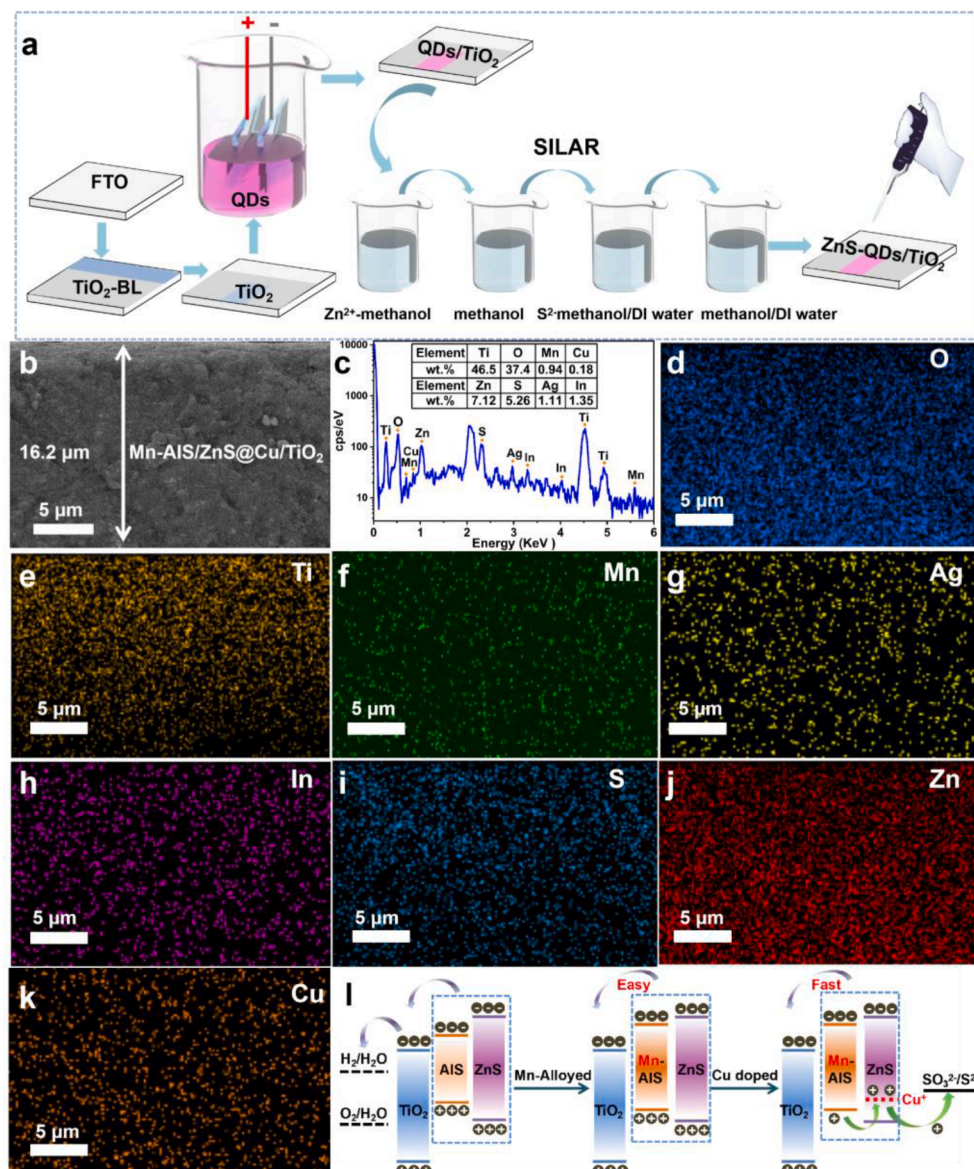 a
+ -
QDs/TiO₂
SILAR
FTO
QDs
TiO₂-BL
TiO₂
ZnS-QDs/TiO₂
Zn²⁺-methanol methanol S²⁻methanol/DI water methanol/DI water
b
16.2 μm
Mn-AIS/ZnS@Cu/TiO₂
5 μm
c
Element Ti O Mn Cu
wt.% 46.5 37.4 0.94 0.18
Element Zn S Ag In
wt.% 7.12 5.26 1.11 1.35
10000
1000
100
10
cps/eV
Ti O Cu Mn Zn S Ag In In Ti Ti Mn
0 1 2 3 4 5 6
Energy (KeV )
d O
5 μm
e Ti
5 μm
f Mn
5 μm
g Ag
5 μm
h In
5 μm
i S
5 μm
j Zn
5 μm
k Cu
5 μm
l
H₂/H₂O
O₂/H₂O
TiO₂
AIS
ZnS
Mn-Alloyed
Easy
TiO₂
Mn-
AIS
ZnS
Cu doped
Fast
TiO₂
Mn-
AIS
ZnS
Cu⁺
SO₃²⁻/S²